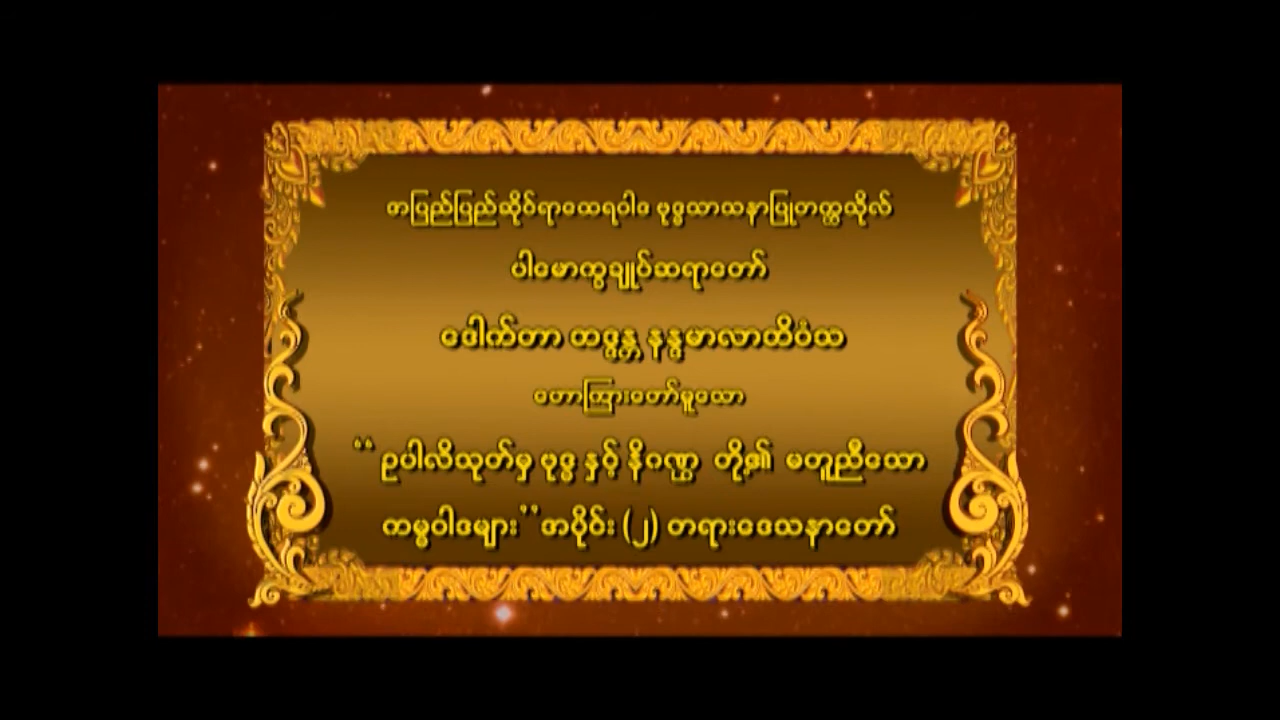 အပြည်ပြည်ဆိုင်ရာထေရဝါဒ ဗုဒ္ဓသာသနာပြုတက္ကသိုလ်
ပါမောက္ခချုပ်ဆရာတော်
ဒေါက်တာ ဘဒ္ဒန္တ နန္ဒမာလာဘိဝံသ
ဟောကြားတော်မူသော
“ဥပါလိသုတ်မှ ဗုဒ္ဓ နှင့် နိဂဏ္ဌ တို့၏ မတူညီသော
ကမ္မဝါဒများ”အပိုင်း (၂) တရားဒေသနာတော်